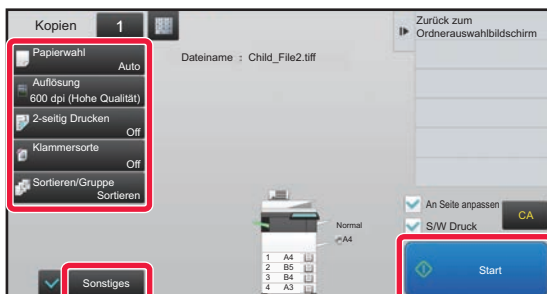 Kopien 1
Papierwahl
Auto
Auflösung
600 dpi (Hohe Qualität)
2-seitig Drucken
Off
Klammersorte
Off
Sortieren/Gruppe
Sortieren
Sonstiges
Dateiname : Child_File2.tiff
Normal
A4
1 A4
2 B5
3 B4
4 A3
Zurück zum
Ordnerauswahlbildschirm
An Seite anpassen
S/W Druck
CA
Start